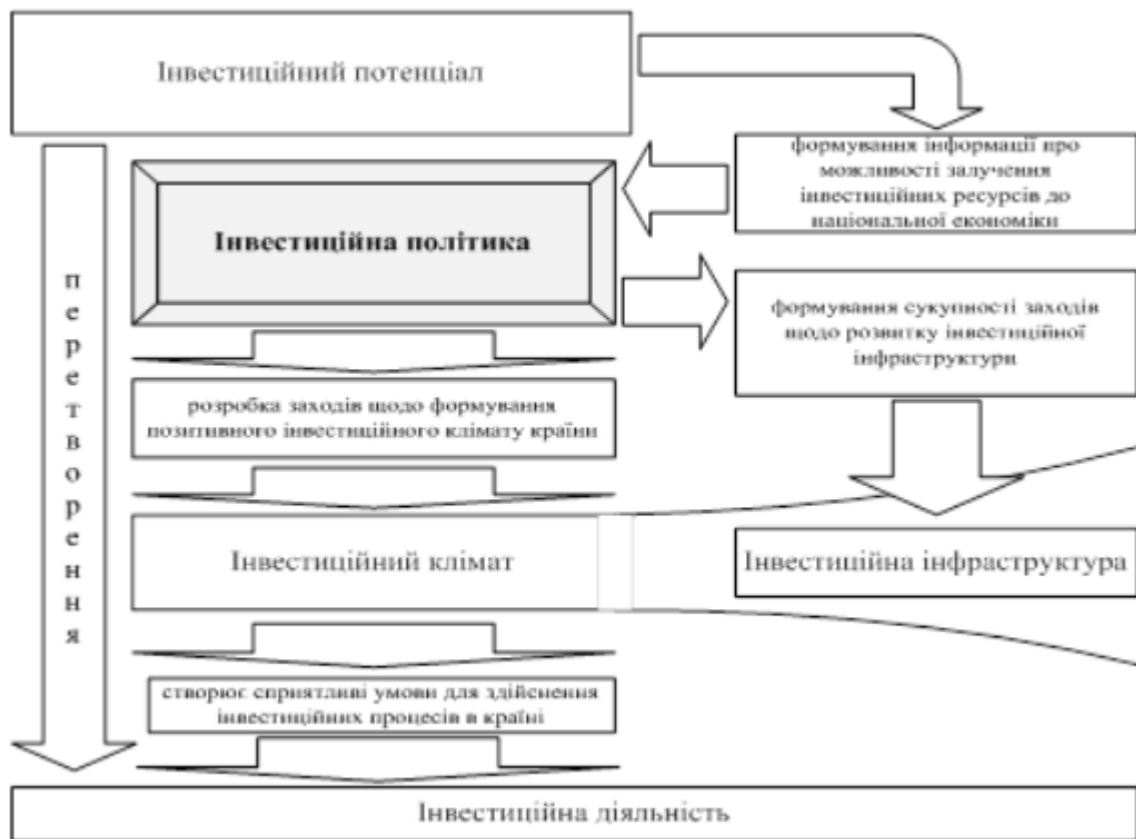 Інвестиційний потенціал
формування інформації про
можливості залучення
інвестиційних ресурсів до
національної економіки
Інвестиційна політика
формування сукупності заходів
щодо розвитку інвестиційної
інфраструктури
розробка заходів щодо формування
позитивного інвестиційного клімату країни
Інвестиційний клімат
Інвестиційна інфраструктура
створює сприятливі умови для здійснення
інвестиційних процесів в країні
перетворення
Інвестиційна діяльність